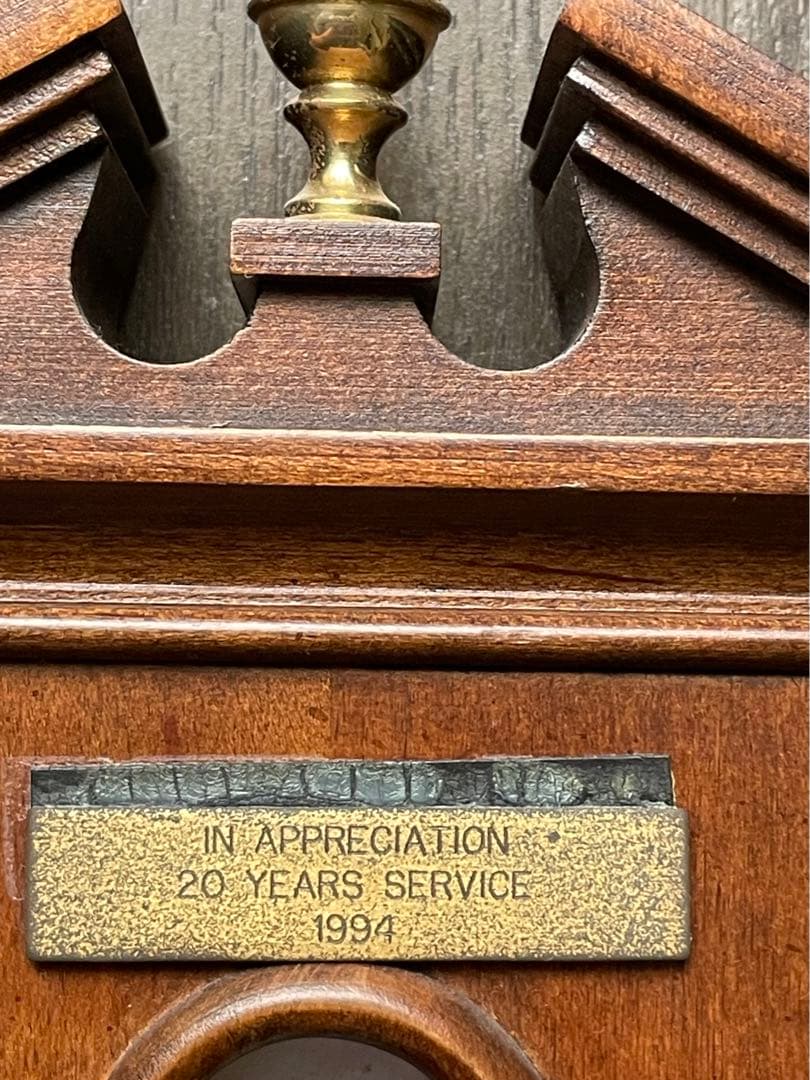 IN APPRECIATION
20 YEARS SERVICE
1994